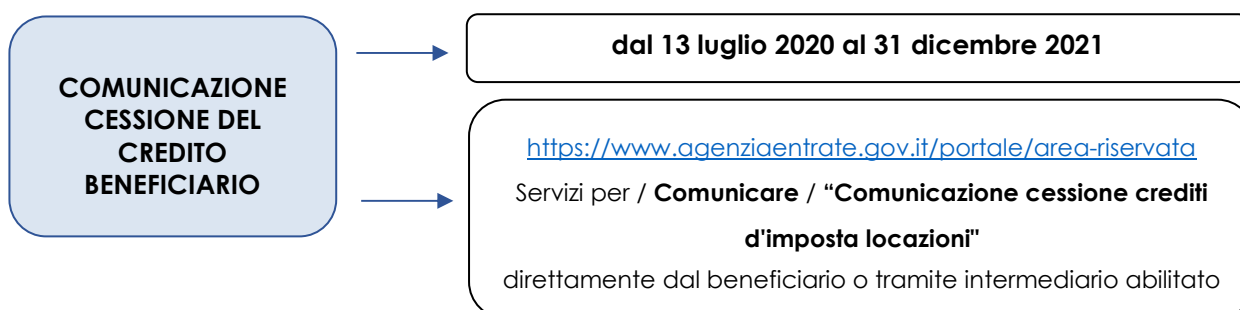 COMUNICAZIONE
CESSIONE DEL
CREDITO
BENEFICIARIO
dal 13 luglio 2020 al 31 dicembre 2021
https://www.agenziaentrate.gov.it/portale/area-riservata
Servizi per / Comunicare / “Comunicazione cessione crediti
d'imposta locazioni"
direttamente dal beneficiario o tramite intermediario abilitato